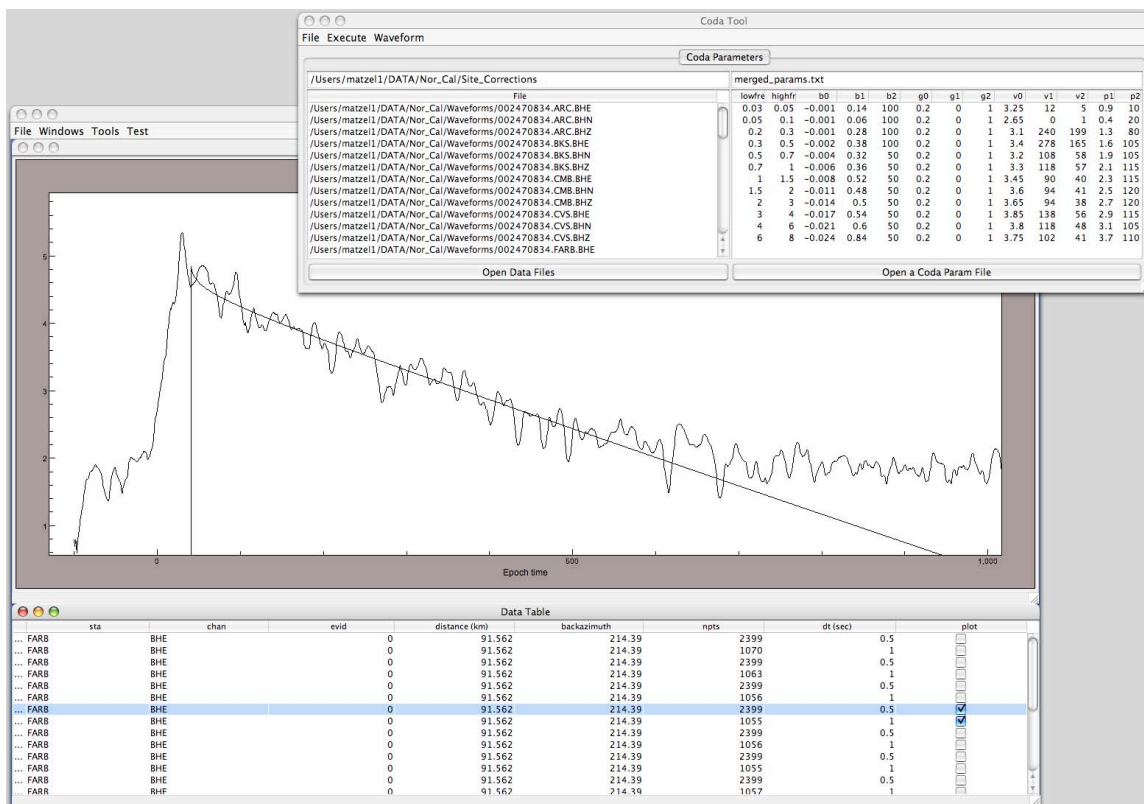 Coda Tool
File Execute Waveform
Coda Parameters
/Users/matzel1/DATA/Nor_Cal/Site_Corrections merged_params.txt
File lowfre highfr b0 b1 b2 g0 g1 g2 v0 v1 v2 p1 p2
/Users/matzel1/DATA/Nor_Cal/Waveforms/002470834.ARC.BHE 0.03 0.05 -0.001 0.14 100 0.2 0 1 3.25 12 5 0.9 10
/Users/matzel1/DATA/Nor_Cal/Waveforms/002470834.ARC.BHN 0.05 0.1 -0.001 0.06 100 0.2 0 1 2.65 0 1 0.4 20
/Users/matzel1/DATA/Nor_Cal/Waveforms/002470834.ARC.BHZ 0.2 0.3 -0.001 0.28 100 0.2 0 1 3.1 240 199 1.3 80
/Users/matzel1/DATA/Nor_Cal/Waveforms/002470834.BKS.BHE 0.3 0.5 -0.002 0.38 100 0.2 0 1 3.4 278 165 1.6 105
/Users/matzel1/DATA/Nor_Cal/Waveforms/002470834.BKS.BHN 0.5 0.7 -0.004 0.32 50 0.2 0 1 3.2 108 58 1.9 105
/Users/matzel1/DATA/Nor_Cal/Waveforms/002470834.BKS.BHZ 0.7 1 -0.006 0.36 50 0.2 0 1 3.3 118 57 2.1 115
/Users/matzel1/DATA/Nor_Cal/Waveforms/002470834.CMB.BHE 1 1.5 -0.008 0.52 50 0.2 0 1 3.45 90 40 2.3 115
/Users/matzel1/DATA/Nor_Cal/Waveforms/002470834.CMB.BHN 1.5 2 -0.011 0.48 50 0.2 0 1 3.6 94 41 2.5 120
/Users/matzel1/DATA/Nor_Cal/Waveforms/002470834.CMB.BHZ 2 3 -0.014 0.5 50 0.2 0 1 3.65 94 38 2.7 120
/Users/matzel1/DATA/Nor_Cal/Waveforms/002470834.CVS.BHE 3 4 -0.017 0.54 50 0.2 0 1 3.85 138 56 2.9 115
/Users/matzel1/DATA/Nor_Cal/Waveforms/002470834.CVS.BHN 4 6 -0.021 0.6 50 0.2 0 1 3.8 118 48 3.1 105
/Users/matzel1/DATA/Nor_Cal/Waveforms/002470834.CVS.BHZ 6 8 -0.024 0.84 50 0.2 0 1 3.75 102 41 3.7 110
/Users/matzel1/DATA/Nor_Cal/Waveforms/002470834.FARB.BHE
Open Data Files Open a Coda Param File
File Windows Tools Test
5
4
3
2
1
0 500 1,000
Epoch time
Data Table
sta chan evid distance (km) backazimuth npts dt (sec) plot
... FARB BHE 0 91.562 214.39 2399 0.5
... FARB BHE 0 91.562 214.39 1070 1
... FARB BHE 0 91.562 214.39 2399 0.5
... FARB BHE 0 91.562 214.39 1063 1
... FARB BHE 0 91.562 214.39 2399 0.5
... FARB BHE 0 91.562 214.39 1056 1
... FARB BHE 0 91.562 214.39 2399 0.5
... FARB BHE 0 91.562 214.39 1055 1
... FARB BHE 0 91.562 214.39 2399 0.5
... FARB BHE 0 91.562 214.39 1056 1
... FARB BHE 0 91.562 214.39 2399 0.5
... FARB BHE 0 91.562 214.39 1055 1
... FARB BHE 0 91.562 214.39 2399 0.5
... FARB BHE 0 91.562 214.39 1057 1